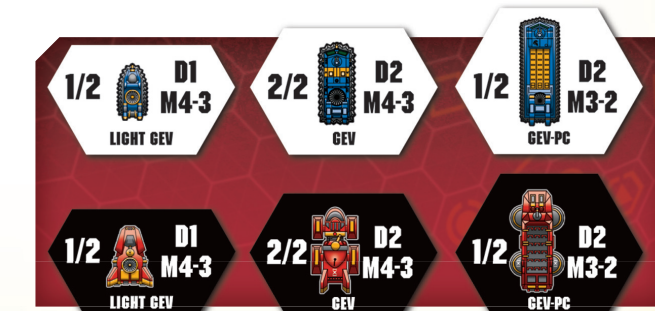 1/2 D1 M4-3
LIGHT GEV
2/2 D2 M4-3
GEV
1/2 D2 M3-2
GEV-PC
1/2 D1 M4-3
LIGHT GEV
2/2 D2 M4-3
GEV
1/2 D2 M3-2
GEV-PC